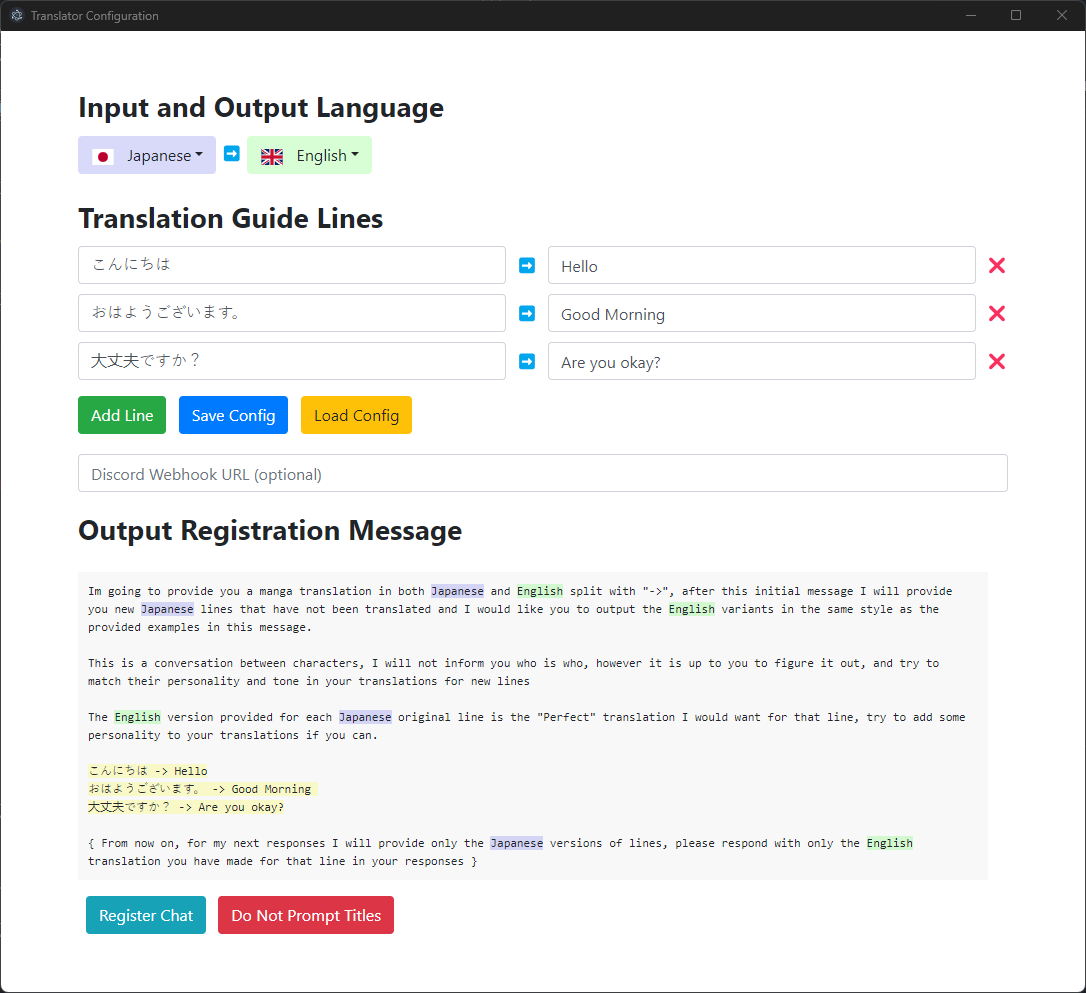 Translator Configuration
Input and Output Language
Japanese English
Translation Guide Lines
こんにちは Hello
おはようございます。 Good Morning
大丈夫ですか？ Are you okay?
Add Line Save Config Load Config
Discord Webhook URL (optional)
Output Registration Message
Im going to provide you a manga translation in both Japanese and English split with "->", after this initial message I will provide
you new Japanese lines that have not been translated and I would like you to output the English variants in the same style as the
provided examples in this message.
This is a conversation between characters, I will not inform you who is who, however it is up to you to figure it out, and try to
match their personality and tone in your translations for new lines
The English version provided for each Japanese original line is the "Perfect" translation I would want for that line, try to add some
personality to your translations if you can.
こんにちは -> Hello
おはようございます。 -> Good Morning
大丈夫ですか？ -> Are you okay?
{ From now on, for my next responses I will provide only the Japanese versions of lines, please respond with only the English
translation you have made for that line in your responses }
Register Chat Do Not Prompt Titles